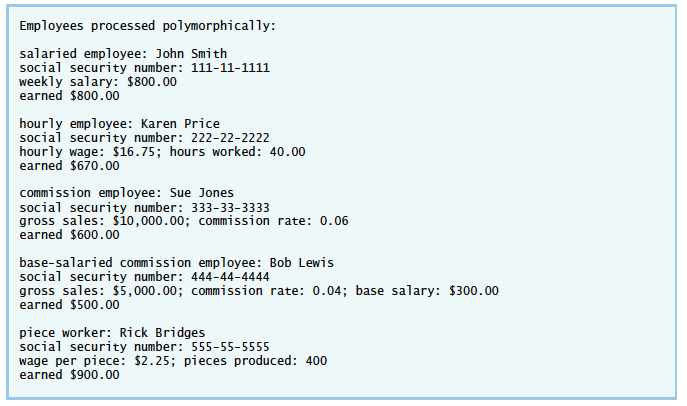 Employees processed polymorphically:
salaried employee: John Smith
social security number: 111-11-1111
weekly salary: $800.00
earned $800.00
hourly employee: Karen Price
social security number: 222-22-2222
hourly wage: $16.75; hours worked: 40.00
earned $670.00
commission employee: Sue Jones
social security number: 333-33-3333
gross sales: $10,000.00; commission rate: 0.06
earned $600.00
base-salaried commission employee: Bob Lewis
social security number: 444-44-4444
gross sales: $5,000.00; commission rate: 0.04; base salary: $300.00
earned $500.00
piece worker: Rick Bridges
social security number: 555-55-5555
wage per piece: $2.25; pieces produced: 400
earned $900.00